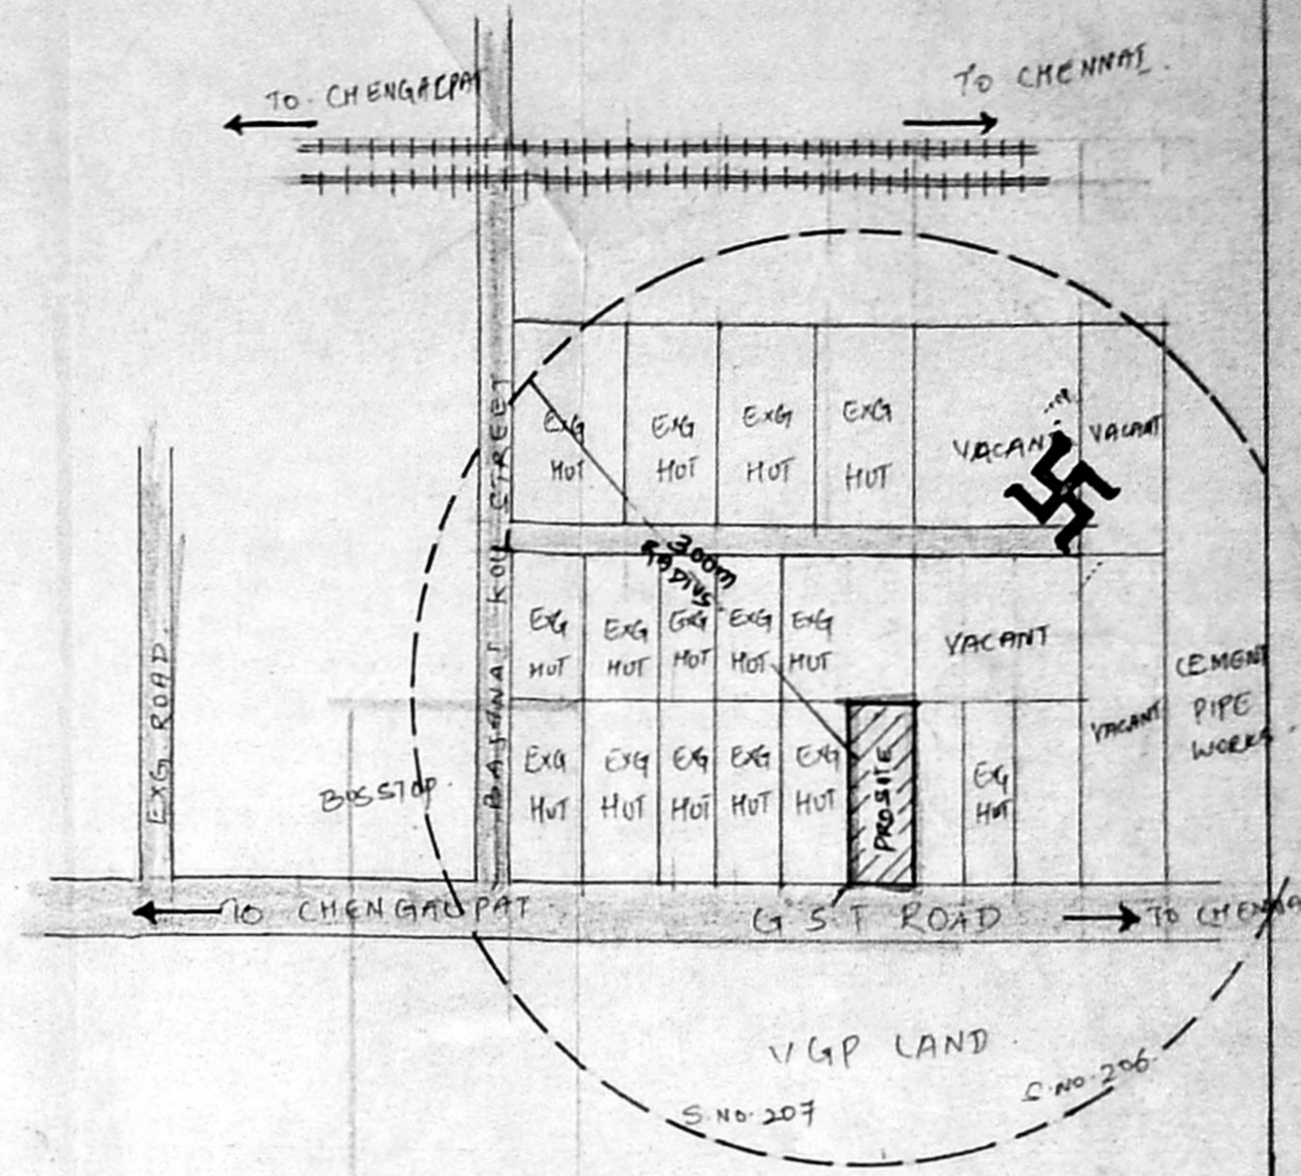 TO. CHENGALPAT
TO CHENNAI.
BAJANAI KOIL STREET
EXG HUT
EXG HUT
EXG HUT
EXG HUT
VACANT
VACANT
300m RADIUS
EXG HUT
EXG HUT
EXG HUT
EXG HUT
EXG HUT
VACANT
CEMENT PIPE WORKS.
VACANT
EXG ROAD
BUSSTOP.
EXG HUT
EXG HUT
EXG HUT
EXG HUT
EXG HUT
PROSITE
EXG HUT
TO CHENGALPAT
G S T ROAD
TO CHENNA
VGP LAND
S.NO.207
S.NO.206